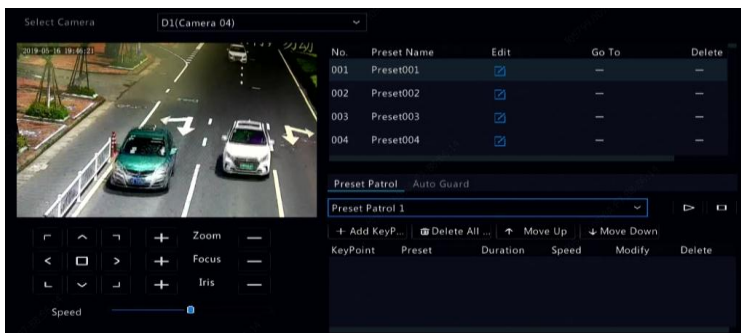 Select Camera
D1(Camera 04)
2019-05-16 19:46:21
No. Preset Name Edit Go To Delete
001 Preset001
002 Preset002
003 Preset003
004 Preset004
Preset Patrol Auto Guard
Preset Patrol 1
+ Add KeyP... Delete All ... Move Up Move Down
KeyPoint Preset Duration Speed Modify Delete
Zoom
Focus
Iris
Speed